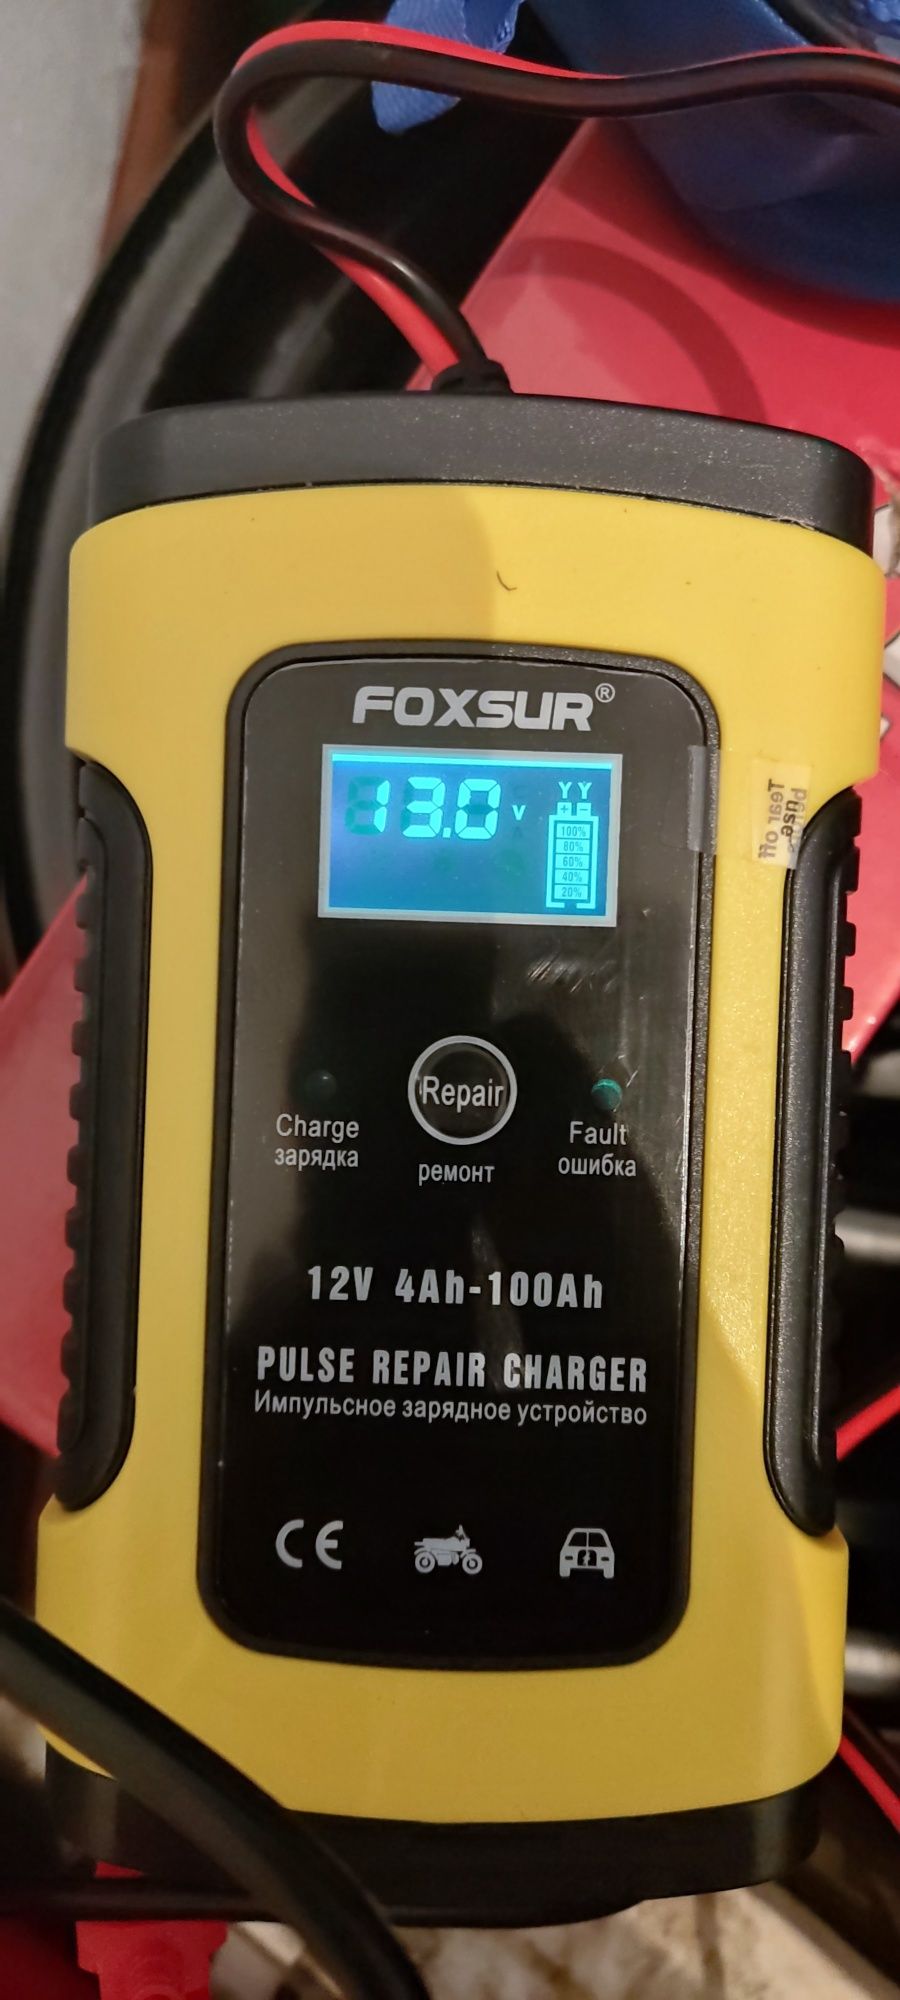 FOXSUR®
13.0 v
+ -
100%
80%
60%
40%
20%
Tear off
use
Repair
Charge
зарядка
ремонт
Fault
ошибка
12V 4Ah-100Ah
PULSE REPAIR CHARGER
Импульсное зарядное устройство
CE